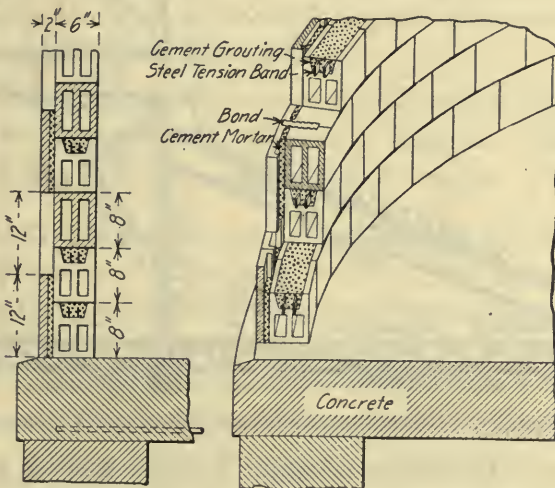 2" 6"
Cement Grouting
Steel Tension Band
Bond
Cement Mortar
12"
8"
8"
12"
8"
Concrete